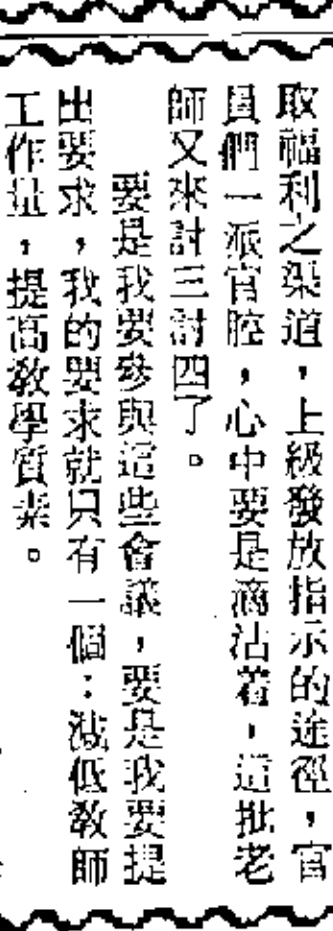 取福利之渠道，上級發放指示的途徑，官
員們一派官腔，心中要是滴沽着，這批老
師又來討三討四了。
要是我要參與這些會議，要是我要提
出要求，我的要求就只有一個：減低教師
工作量，提高教學質素。